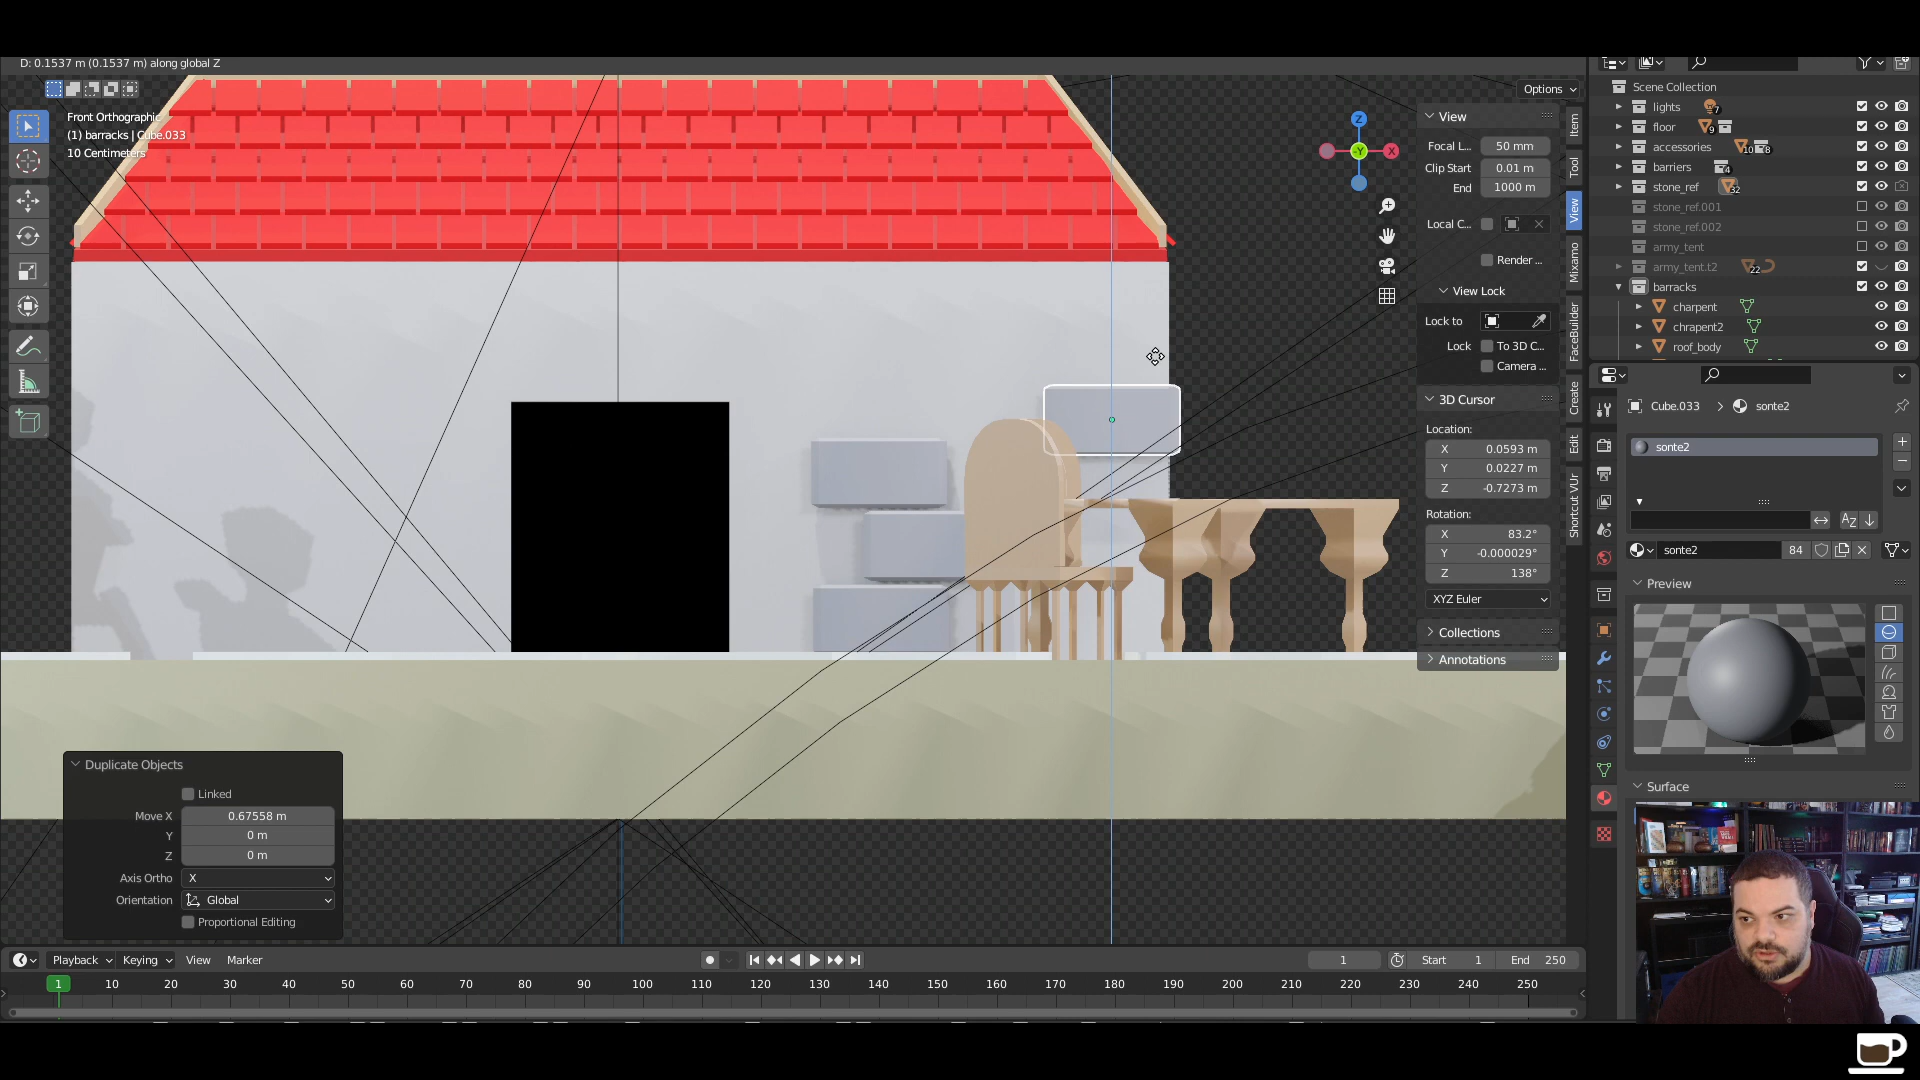 D: 0.1537 m (0.1537 m) along global Z
Options
Front Orthographic
(1) barracks | Cube.033
10 Centimeters
Z
X
-Y
View
Focal L...
50 mm
Clip Start
0.01 m
End
1000 m
Local C...
Render ...
View Lock
Lock to
Lock
To 3D C...
Camera ...
3D Cursor
Location:
X
0.0593 m
Y
0.0227 m
Z
-0.7273 m
Rotation:
X
83.2°
Y
-0.000029°
Z
138°
XYZ Euler
Collections
Annotations
Item
Tool
View
Mixamo
FaceBuilder
Create
Edit
Shortcut VUr
Scene Collection
lights
7
floor
9
accessories
10
8
barriers
4
stone_ref
32
stone_ref.001
stone_ref.002
army_tent
army_tent.t2
22
barracks
charpent
chrapent2
roof_body
Cube.033
sonte2
sonte2
sonte2
84
Preview
Surface
Duplicate Objects
Linked
Move X
0.67558 m
Y
0 m
Z
0 m
Axis Ortho
X
Orientation
Global
Proportional Editing
Playback
Keying
View
Marker
1
Start
1
End
250
1
10
20
30
40
50
60
70
80
90
100
110
120
130
140
150
160
170
180
190
200
210
220
230
240
250